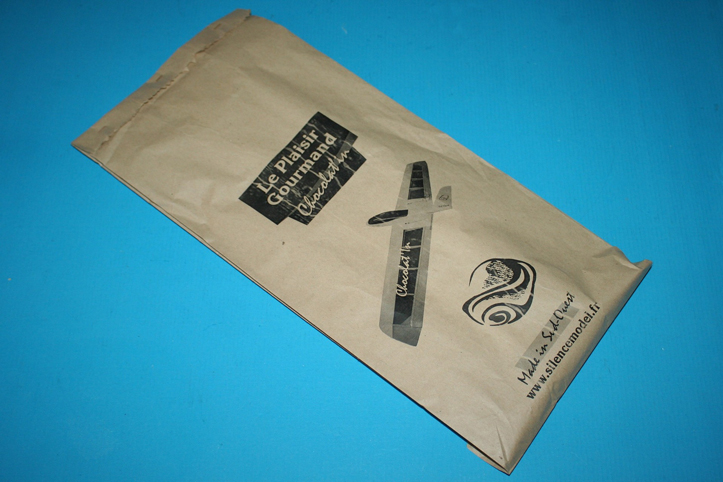 Le Plaisir
Gourmand
Chocolat'In
Chocolat'In
Made in Sud-Ouest
www.silencemodel.fr